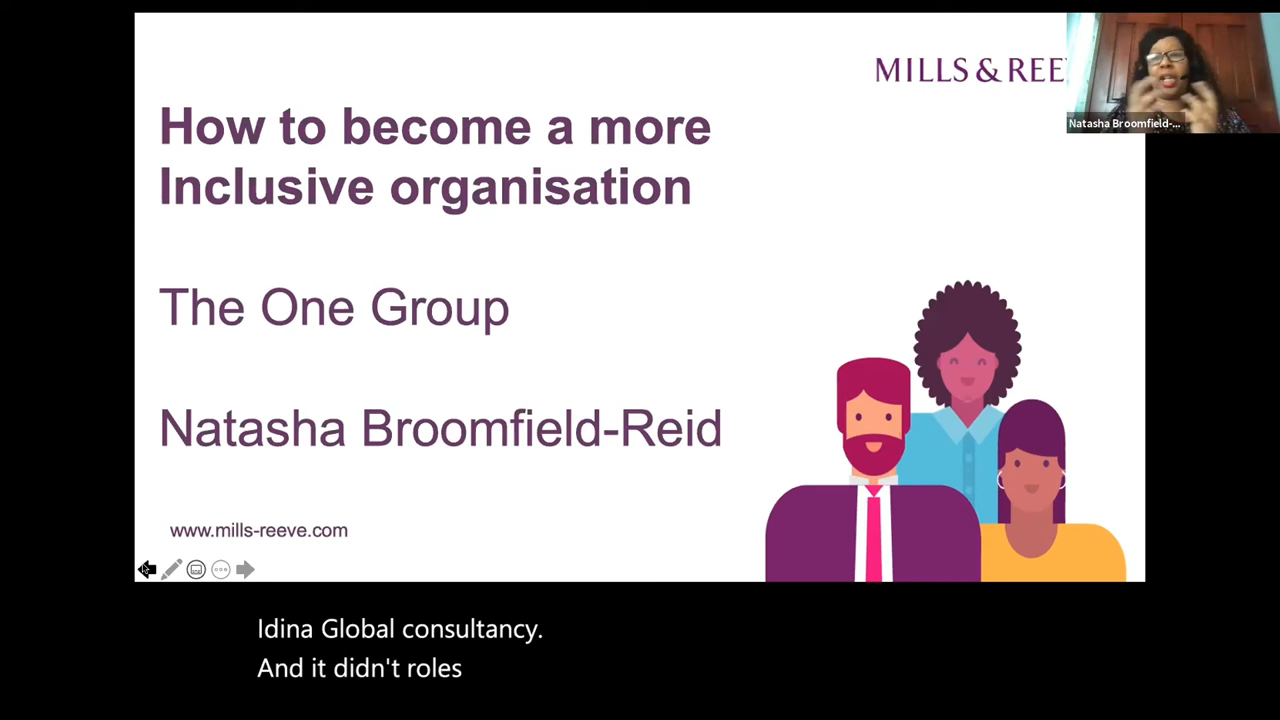 MILLS & REE
Natasha Broomfield-...
How to become a more
Inclusive organisation
The One Group
Natasha Broomfield-Reid
www.mills-reeve.com
Idina Global consultancy.
And it didn't roles